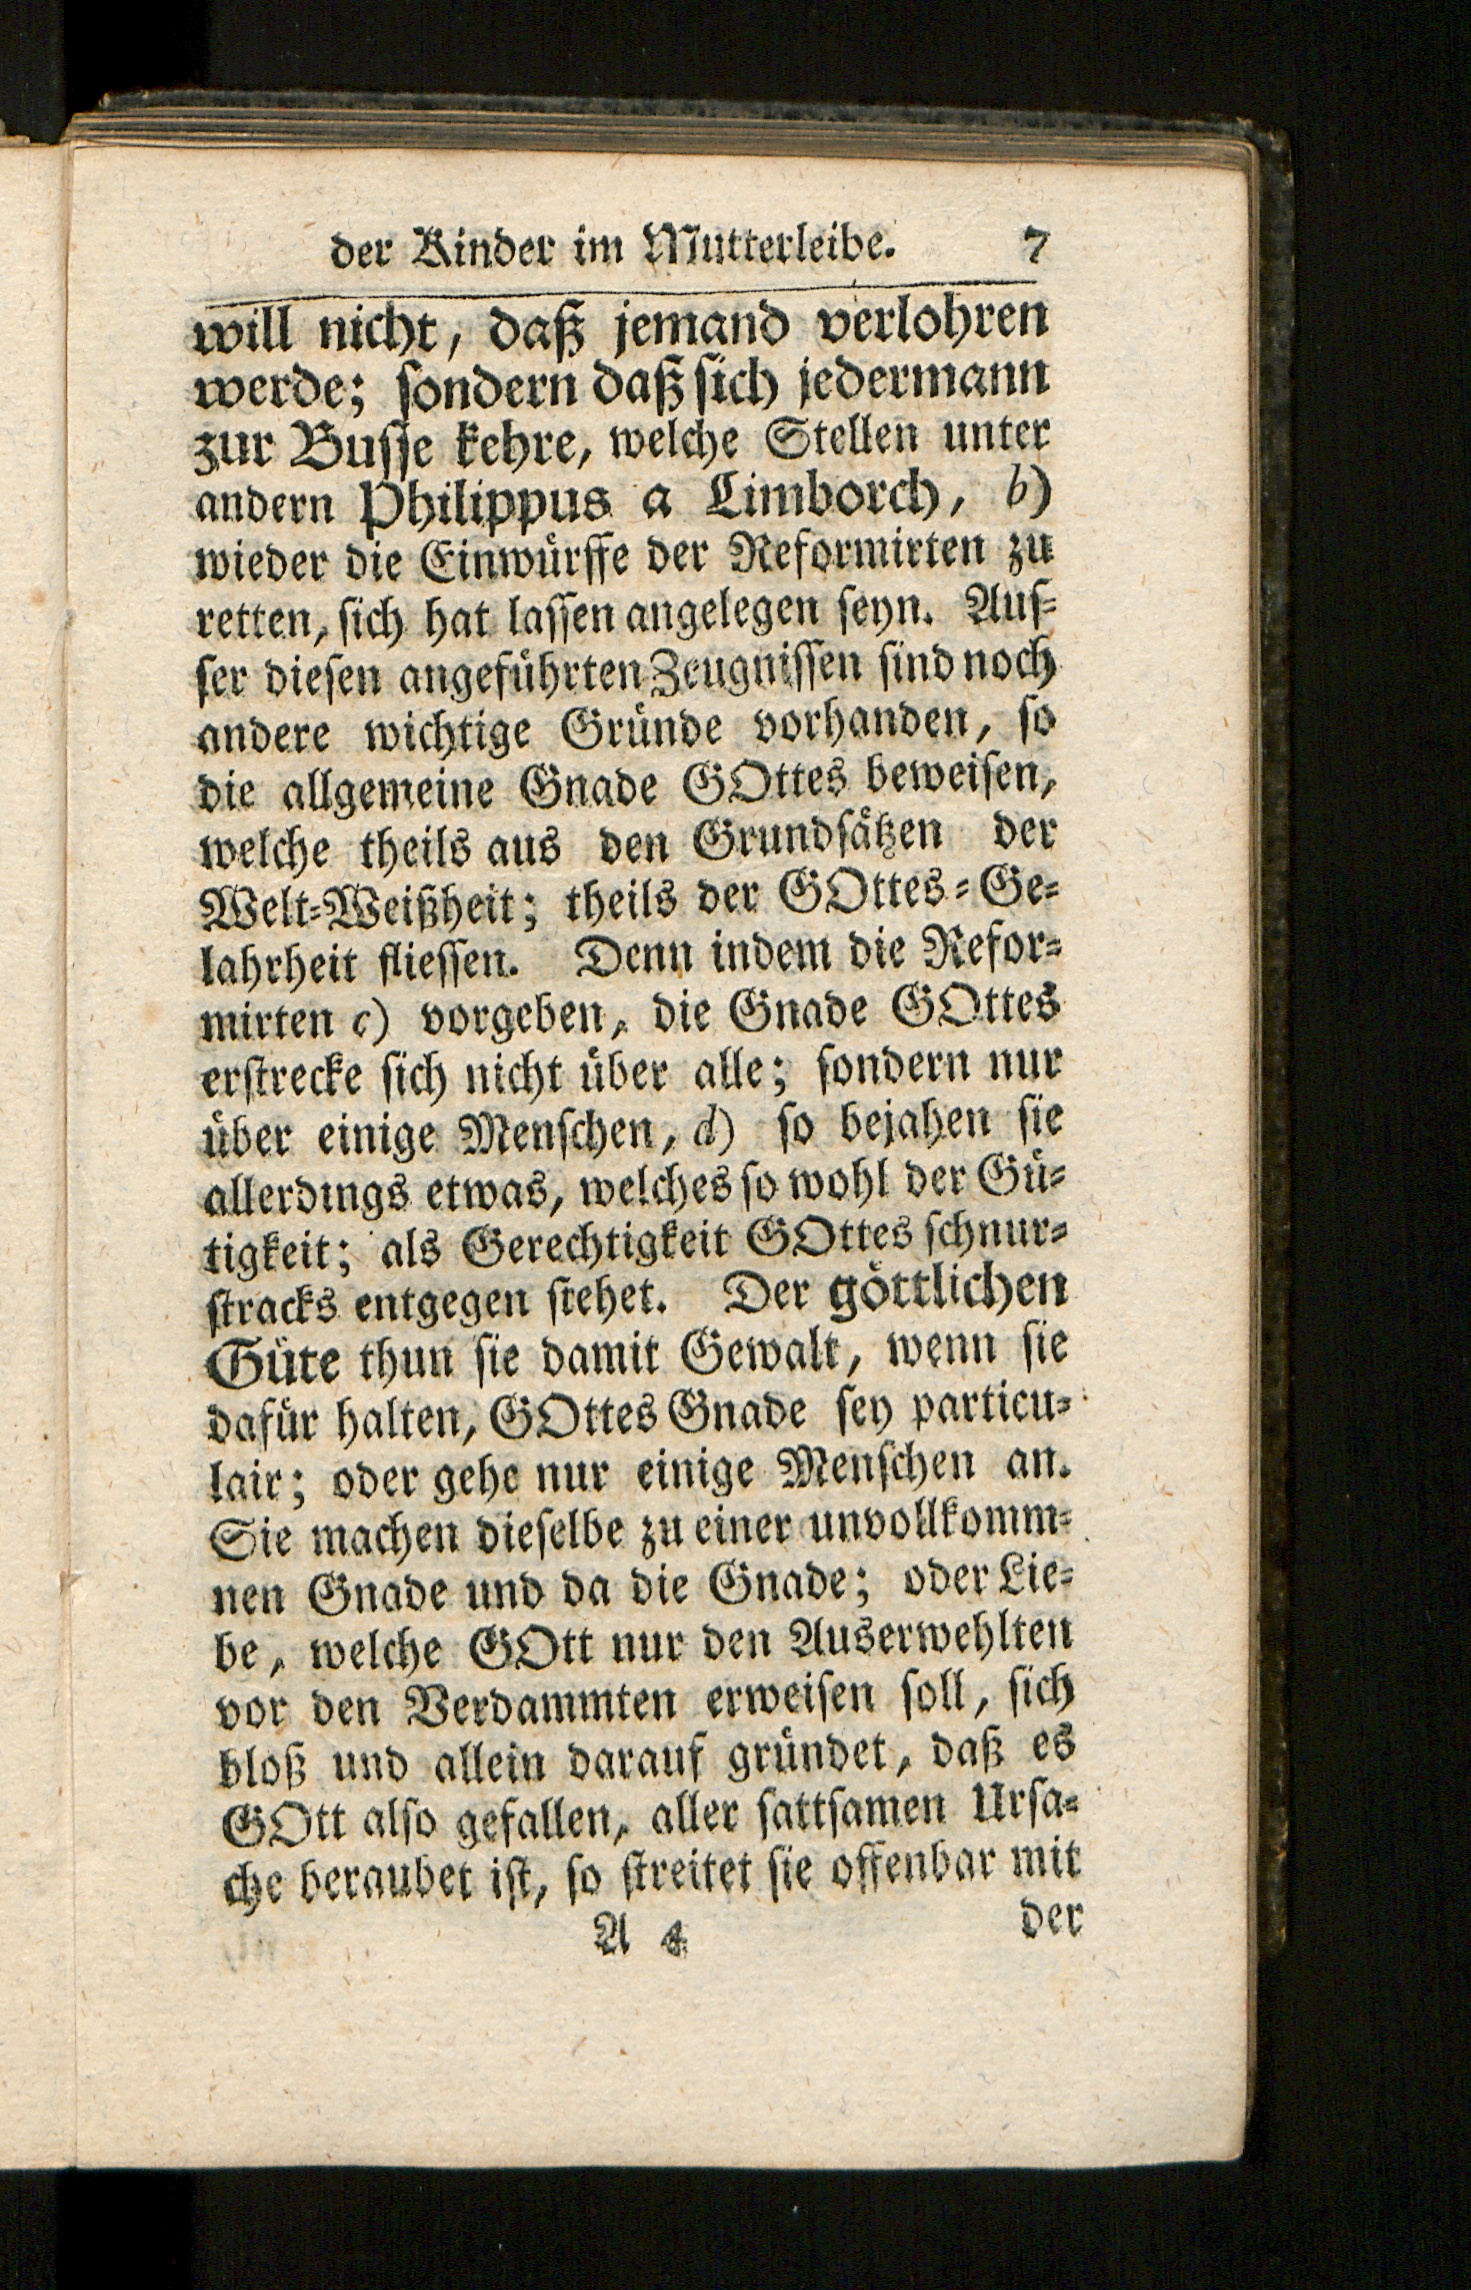 der Kinder im Mutterleibe. 7
will nicht, daß jemand verlohren
werde; ſondern daß ſich jedermann
zur Buſſe kehre, welche Stellen unter
andern Philippus a Limborch, b)
wieder die Einwürffe der Reformirten zu
retten, ſich hat laſſen angelegen ſeyn. Auſ-
ſer dieſen angeführten Zeugniſſen ſind noch
andere wichtige Gründe vorhanden, ſo
die allgemeine Gnade GOttes beweiſen,
welche theils aus den Grundſätzen der
Welt-Weißheit; theils der GOttes-Ge-
lahrheit flieſſen. Denn indem die Refor-
mirten c) vorgeben, die Gnade GOttes
erſtrecke ſich nicht über alle; ſondern nur
über einige Menſchen, d) ſo bejahen ſie
allerdings etwas, welches ſo wohl der Gü-
tigkeit; als Gerechtigkeit GOttes ſchnur-
ſtracks entgegen ſtehet. Der göttlichen
Güte thun ſie damit Gewalt, wenn ſie
dafür halten, GOttes Gnade ſey particu-
lair; oder gehe nur einige Menſchen an.
Sie machen dieſelbe zu einer unvollkomm-
nen Gnade und da die Gnade; oder Lie-
be, welche GOtt nur den Auserwehlten
vor den Verdammten erweiſen ſoll, ſich
bloß und allein darauf gründet, daß es
GOtt alſo gefallen, aller ſattſamen Urſa-
che beraubet iſt, ſo ſtreitet ſie offenbar mit
A 4 der